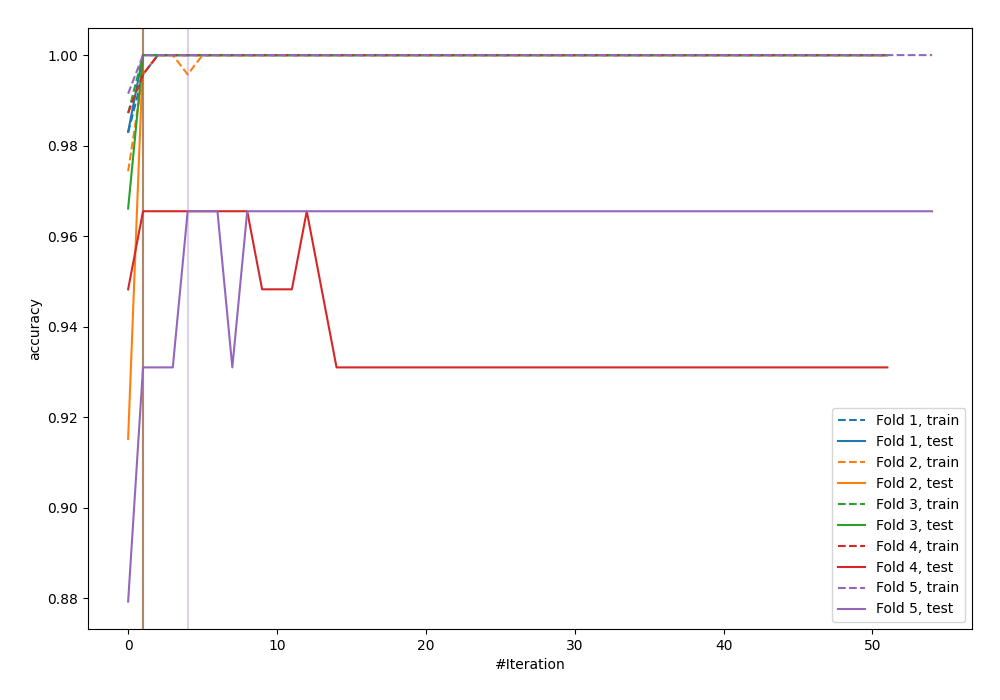 1.00
0.98
0.96
0.94
0.92
0.90
0.88
accuracy
0 10 20 30 40 50
#Iteration
Fold 1, train
Fold 1, test
Fold 2, train
Fold 2, test
Fold 3, train
Fold 3, test
Fold 4, train
Fold 4, test
Fold 5, train
Fold 5, test